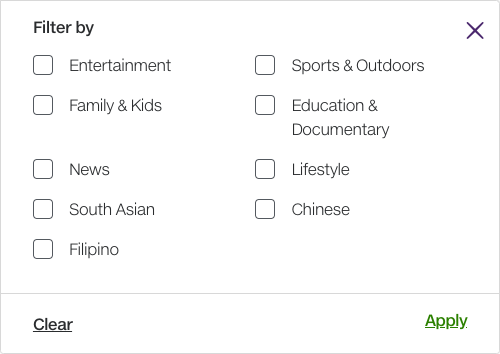 Filter by
Entertainment
Sports & Outdoors
Family & Kids
Education &
Documentary
News
Lifestyle
South Asian
Chinese
Filipino
Clear
Apply